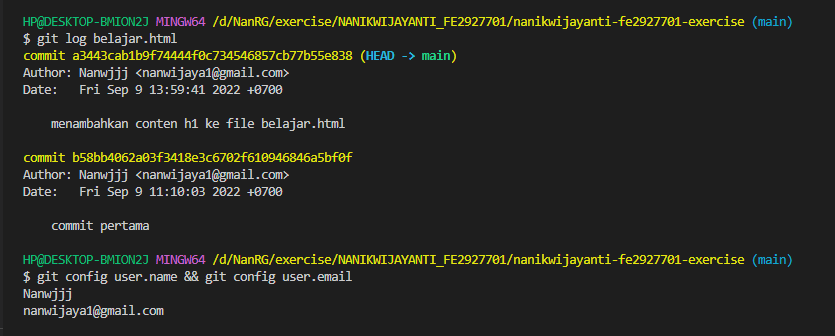 HP@DESKTOP-BMION2J MINGW64 /d/NanRG/exercise/NANIKWIJAYANTI_FE2927701/nanikwijayanti-fe2927701-exercise (main)
$ git log belajar.html
commit a3443cab1b9f74444f0c734546857cb77b55e838 (HEAD -> main)
Author: Nanwjjj <nanwijaya1@gmail.com>
Date:   Fri Sep 9 13:59:41 2022 +0700
    menambahkan conten h1 ke file belajar.html
commit b58bb4062a03f3418e3c6702f610946846a5bf0f
Author: Nanwjjj <nanwijaya1@gmail.com>
Date:   Fri Sep 9 11:10:03 2022 +0700
    commit pertama
HP@DESKTOP-BMION2J MINGW64 /d/NanRG/exercise/NANIKWIJAYANTI_FE2927701/nanikwijayanti-fe2927701-exercise (main)
$ git config user.name && git config user.email
Nanwjjj
nanwijaya1@gmail.com